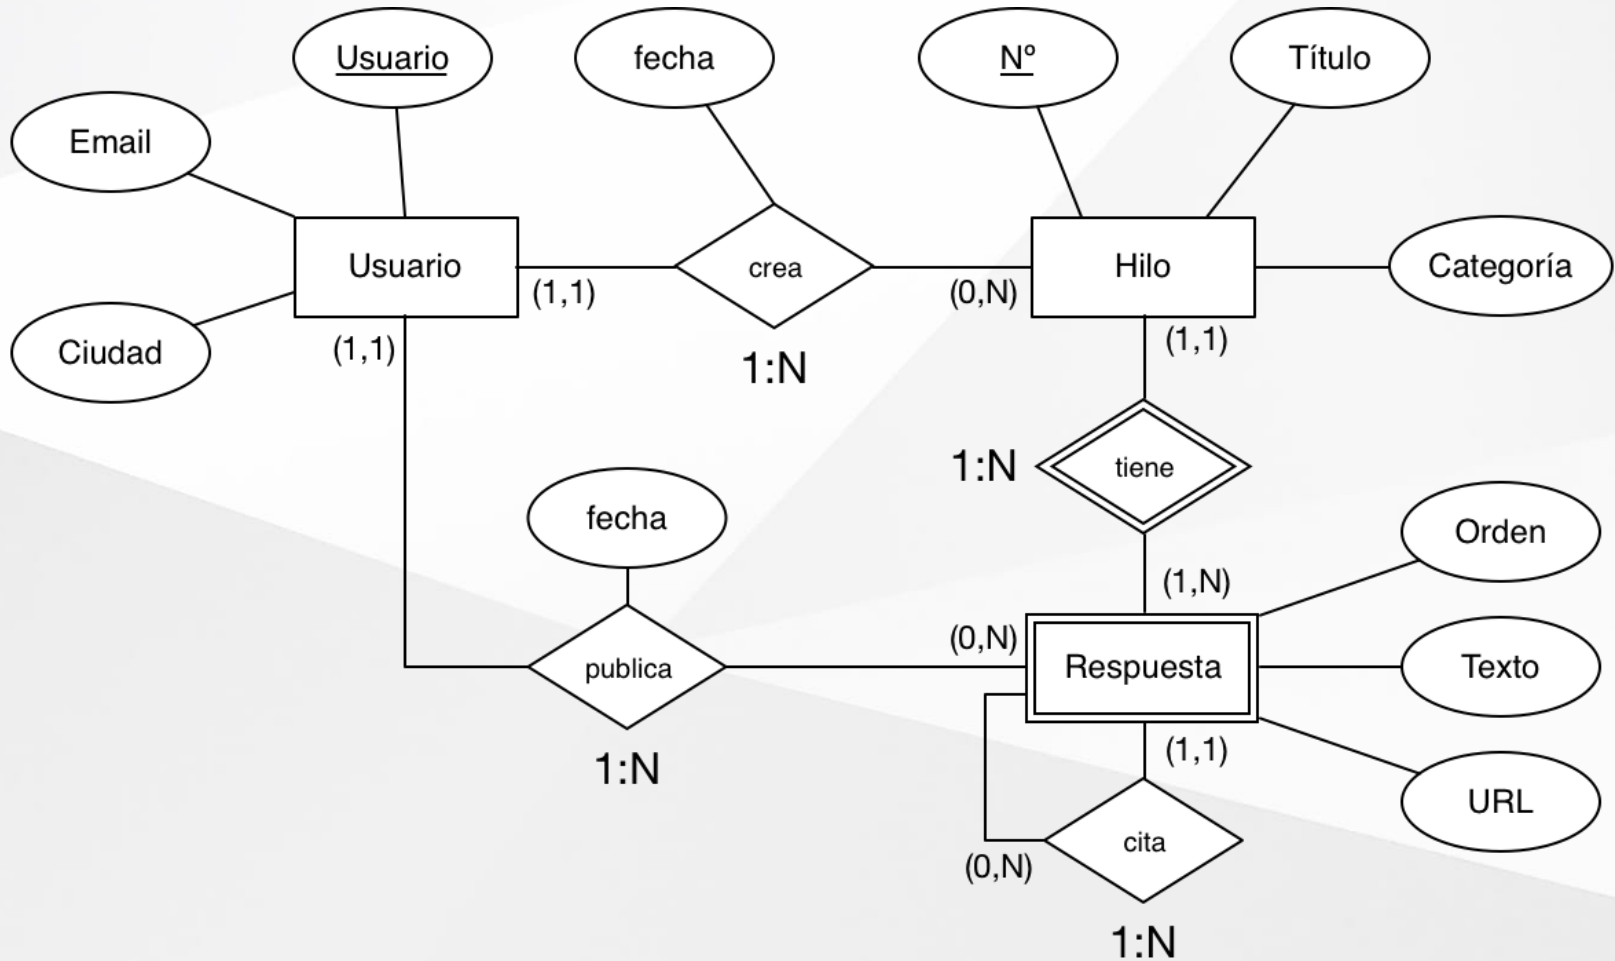 Usuario
fecha
Nº
Título
Email
Usuario
crea
Hilo
Categoría
(1,1)
(0,N)
Ciudad
(1,1)
(1,1)
1:N
1:N
tiene
fecha
Orden
(1,N)
(0,N)
publica
Respuesta
Texto
(1,1)
1:N
URL
cita
(0,N)
1:N